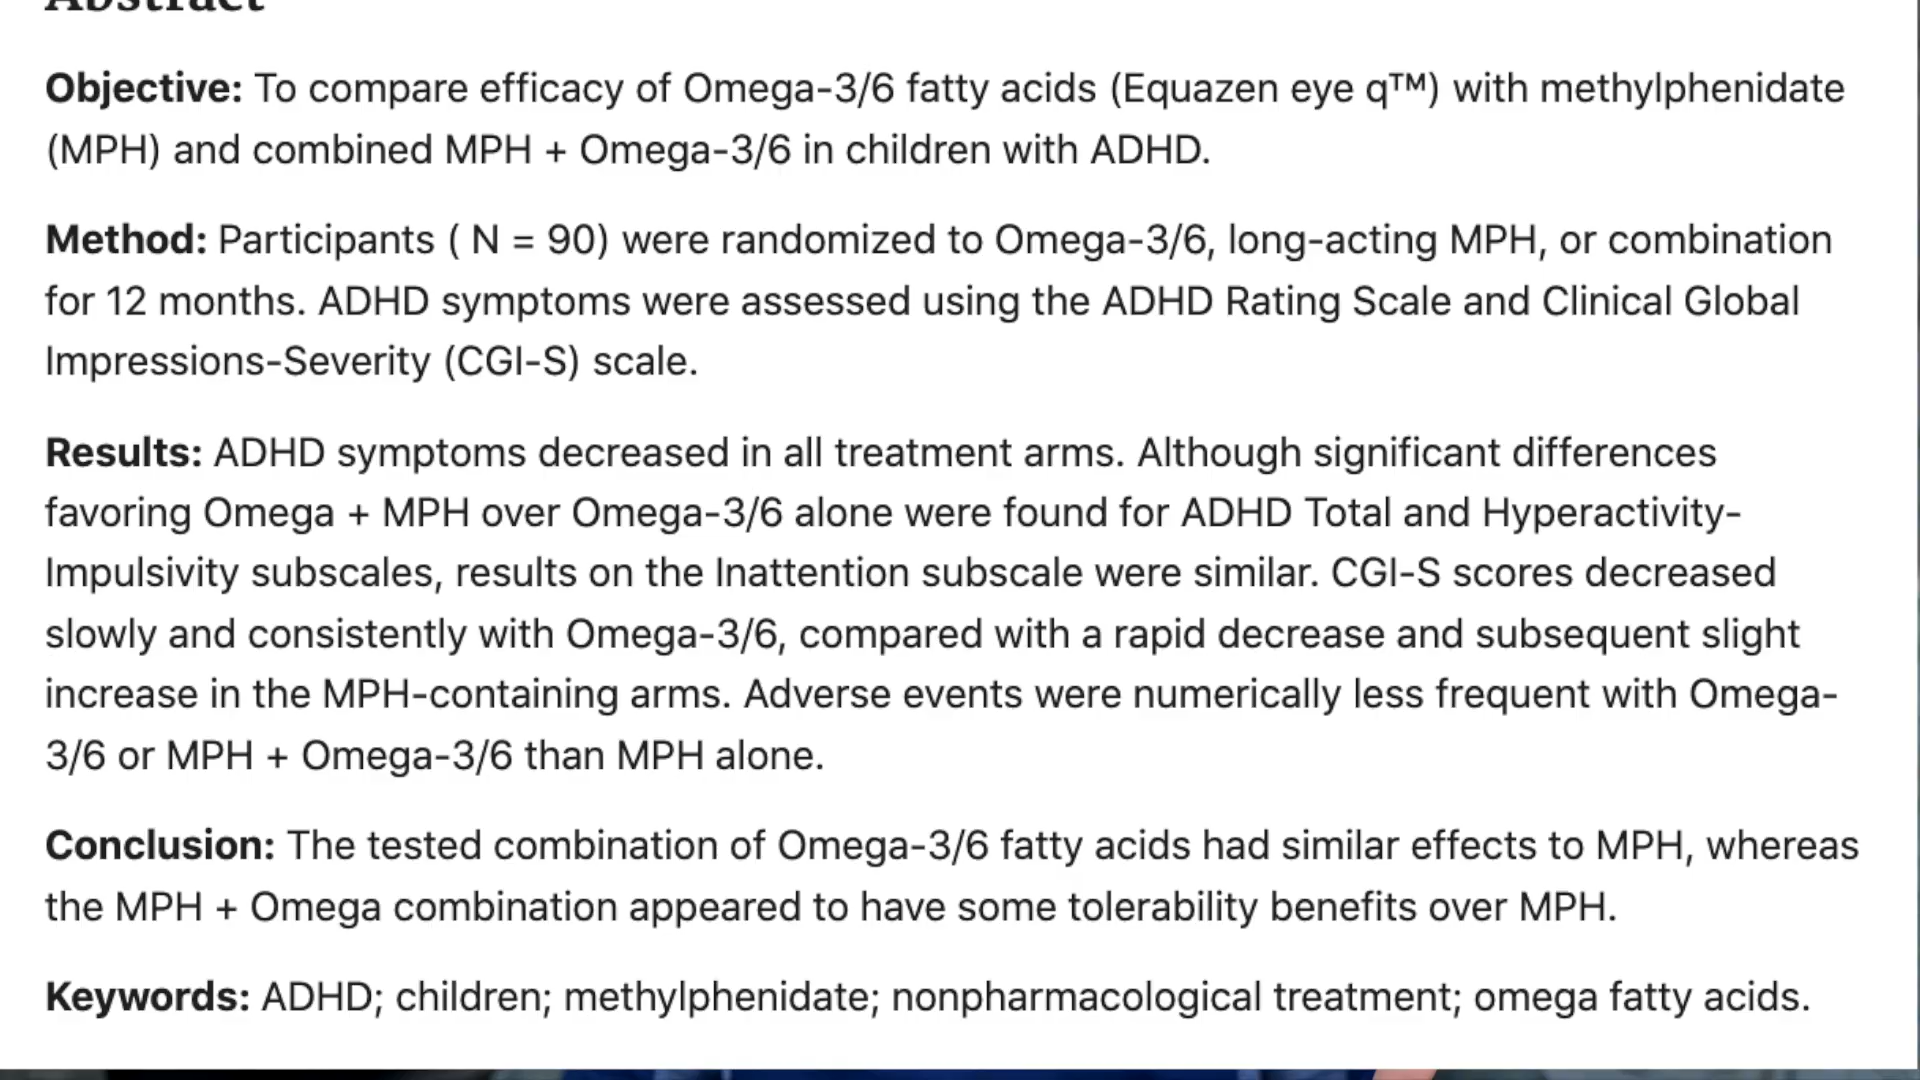 Abstract
Objective: To compare efficacy of Omega-3/6 fatty acids (Equazen eye q™) with methylphenidate
(MPH) and combined MPH + Omega-3/6 in children with ADHD.
Method: Participants ( N = 90) were randomized to Omega-3/6, long-acting MPH, or combination
for 12 months. ADHD symptoms were assessed using the ADHD Rating Scale and Clinical Global
Impressions-Severity (CGI-S) scale.
Results: ADHD symptoms decreased in all treatment arms. Although significant differences
favoring Omega + MPH over Omega-3/6 alone were found for ADHD Total and Hyperactivity-
Impulsivity subscales, results on the Inattention subscale were similar. CGI-S scores decreased
slowly and consistently with Omega-3/6, compared with a rapid decrease and subsequent slight
increase in the MPH-containing arms. Adverse events were numerically less frequent with Omega-
3/6 or MPH + Omega-3/6 than MPH alone.
Conclusion: The tested combination of Omega-3/6 fatty acids had similar effects to MPH, whereas
the MPH + Omega combination appeared to have some tolerability benefits over MPH.
Keywords: ADHD; children; methylphenidate; nonpharmacological treatment; omega fatty acids.